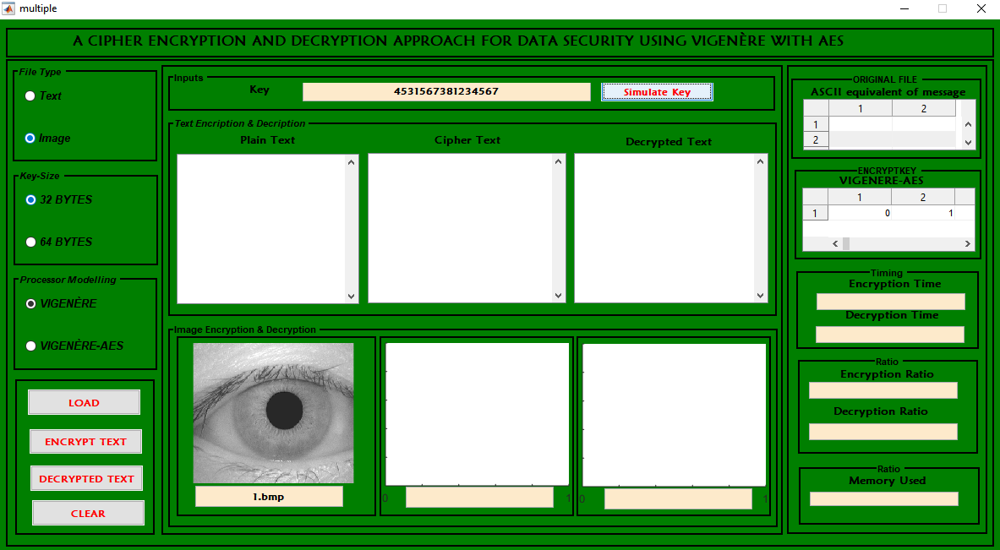 multiple
A CIPHER ENCRYPTION AND DECRYPTION APPROACH FOR DATA SECURITY USING VIGENÈRE WITH AES
File Type
Text
Image
Key-Size
32 BYTES
64 BYTES
Processor Modelling
VIGENÈRE
VIGENÈRE-AES
LOAD
ENCRYPT TEXT
DECRYPTED TEXT
CLEAR
Inputs
Key
4531567381234567
Simulate Key
Text Encription & Decription
Plain Text
Cipher Text
Decrypted Text
Image Encryption & Decryption
1.bmp
0 1
0 1
ORIGINAL FILE
ASCII equivalent of message
1 2
1
2
ENCRYPTKEY
VIGENERE-AES
1 2
1 0 1
Timing
Encryption Time
Decryption Time
Ratio
Encryption Ratio
Decryption Ratio
Ratio
Memory Used